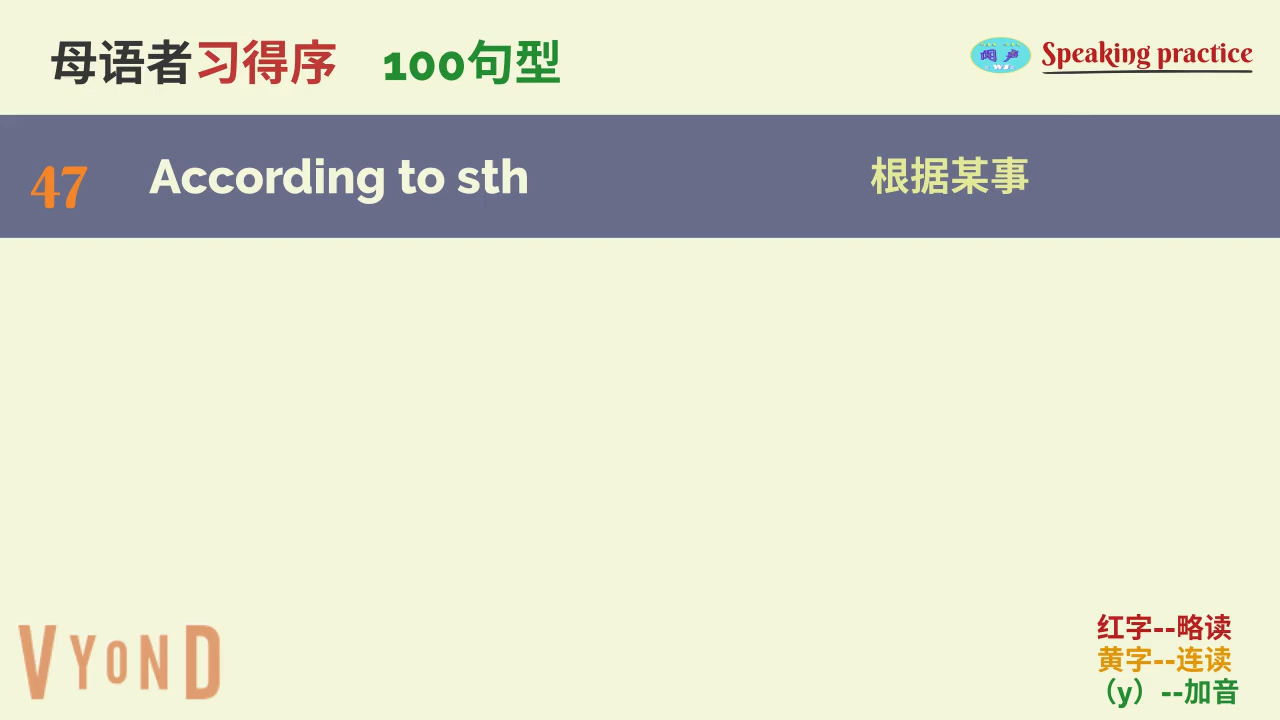 母语者习得序 100句型
Speaking practice
47 According to sth 根据某事
VYOND
红字--略读
黄字--连读
（y）--加音